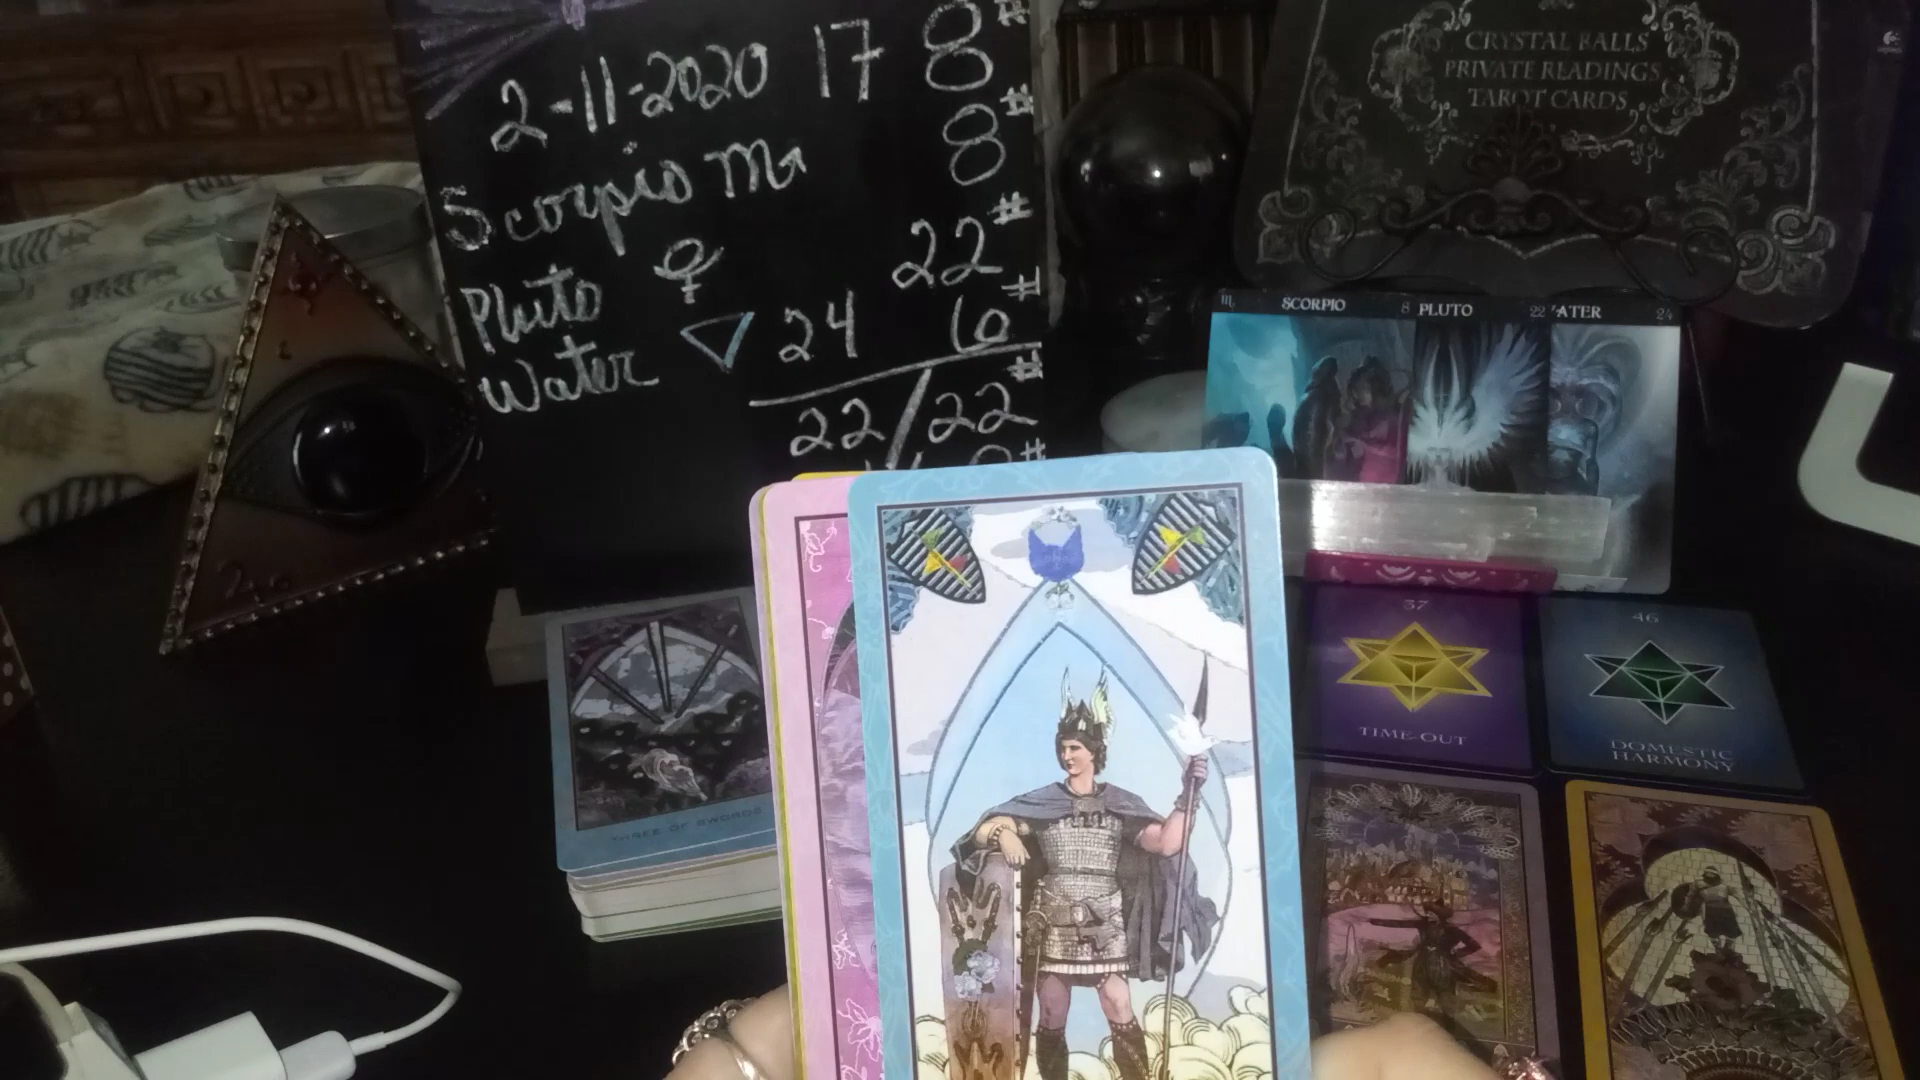 2-11-2020 17 8#
8#
Scorpio ♏
22#
Pluto
24 6#
Water
22/22#
CRYSTAL BALLS
PRIVATE READINGS
TAROT CARDS
SCORPIO 8 PLUTO 22 ATER 24
37
TIME-OUT
46
DOMESTIC
HARMONY
THREE OF SWORDS